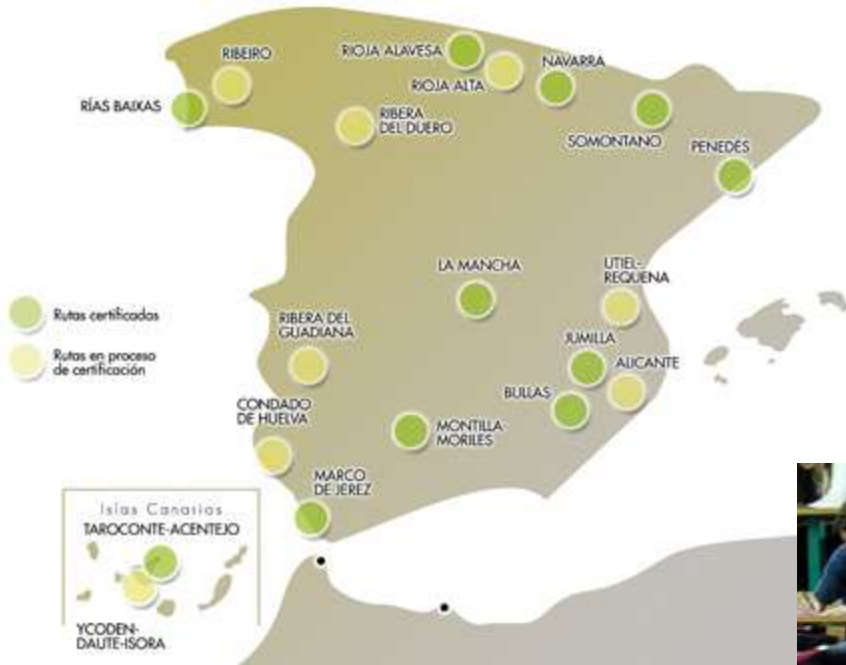 RIBEIRO
RIOJA ALAVESA
NAVARRA
RIOJA ALTA
RÍAS BAIXAS
RIBERA
DEL DUERO
SOMONTANO
PENEDÈS
LA MANCHA
UTIEL-
REQUENA
Rutas certificadas
RIBERA DEL
GUADIANA
Rutas en proceso
de certificación
JUMILLA
ALICANTE
BULLAS
CONDADO
DE HUELVA
MONTILLA-
MORILES
MARCO
DE JEREZ
Islas Canarias
TAROCONTE-ACENTEJO
YCODEN-
DAUTE-ISORA